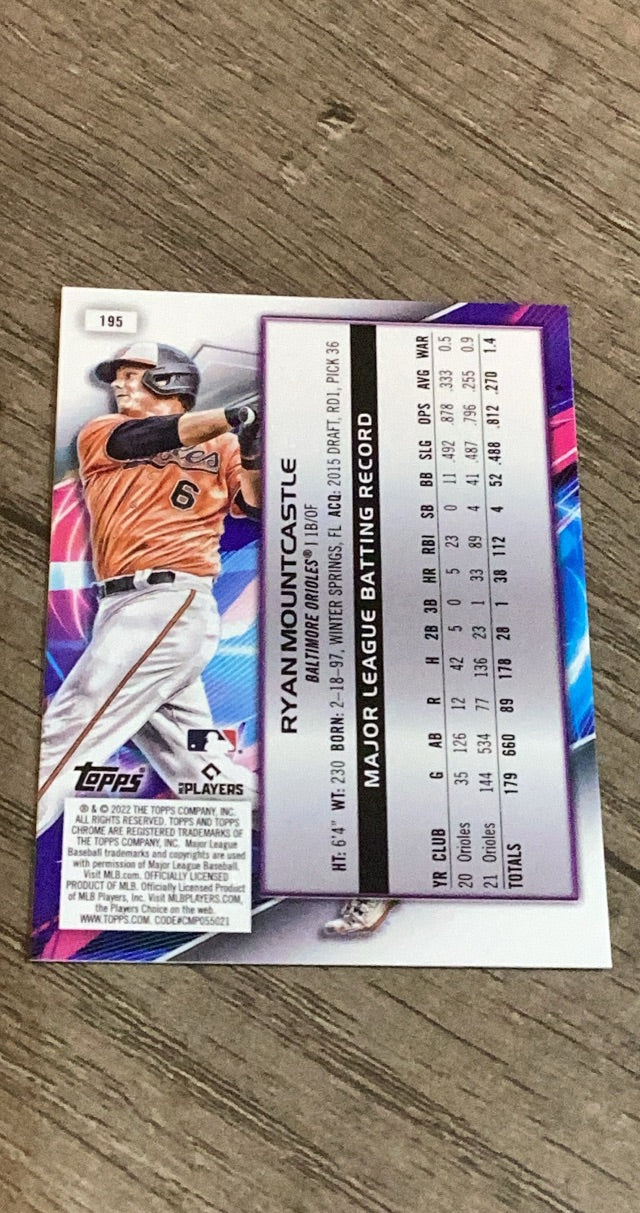 195
Orioles
6
Topps
MLB PLAYERS
® & © 2022 THE TOPPS COMPANY, INC.
ALL RIGHTS RESERVED. TOPPS AND TOPPS
CHROME ARE REGISTERED TRADEMARKS OF
THE TOPPS COMPANY, INC. Major League
Baseball trademarks and copyrights are used
with permission of Major League Baseball.
Visit MLB.com. OFFICIALLY LICENSED
PRODUCT OF MLB. Officially Licensed Product
of MLB Players, Inc. Visit MLBPLAYERS.COM,
the Players Choice on the web.
WWW.TOPPS.COM. CODE#CMP055021
RYAN MOUNTCASTLE
BALTIMORE ORIOLES® | 1B/OF
HT: 6'4" WT: 230 BORN: 2-18-97, WINTER SPRINGS, FL ACQ: 2015 DRAFT, RD1, PICK 36
MAJOR LEAGUE BATTING RECORD
YR CLUB G AB R H 2B 3B HR RBI SB BB SLG OPS AVG WAR
20 Orioles 35 126 12 42 5 0 5 23 0 11 .492 .878 .333 0.5
21 Orioles 144 534 77 136 23 1 33 89 4 41 .487 .796 .255 0.9
TOTALS 179 660 89 178 28 1 38 112 4 52 .488 .812 .270 1.4